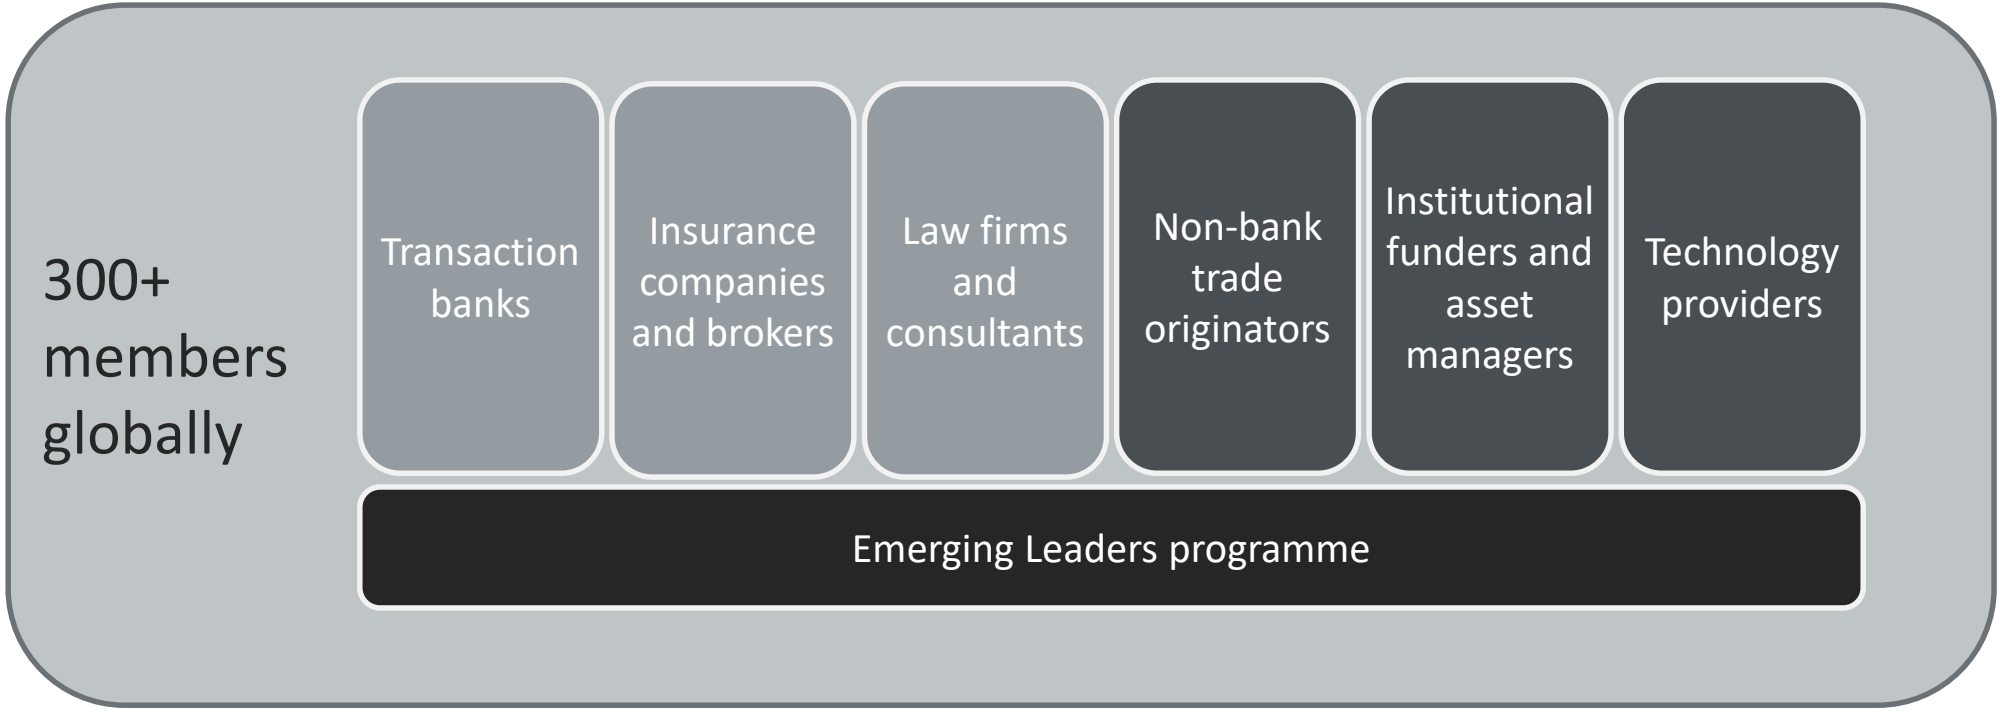 300+
members
globally
Transaction
banks
Insurance
companies
and brokers
Law firms
and
consultants
Non-bank
trade
originators
Institutional
funders and
asset
managers
Technology
providers
Emerging Leaders programme